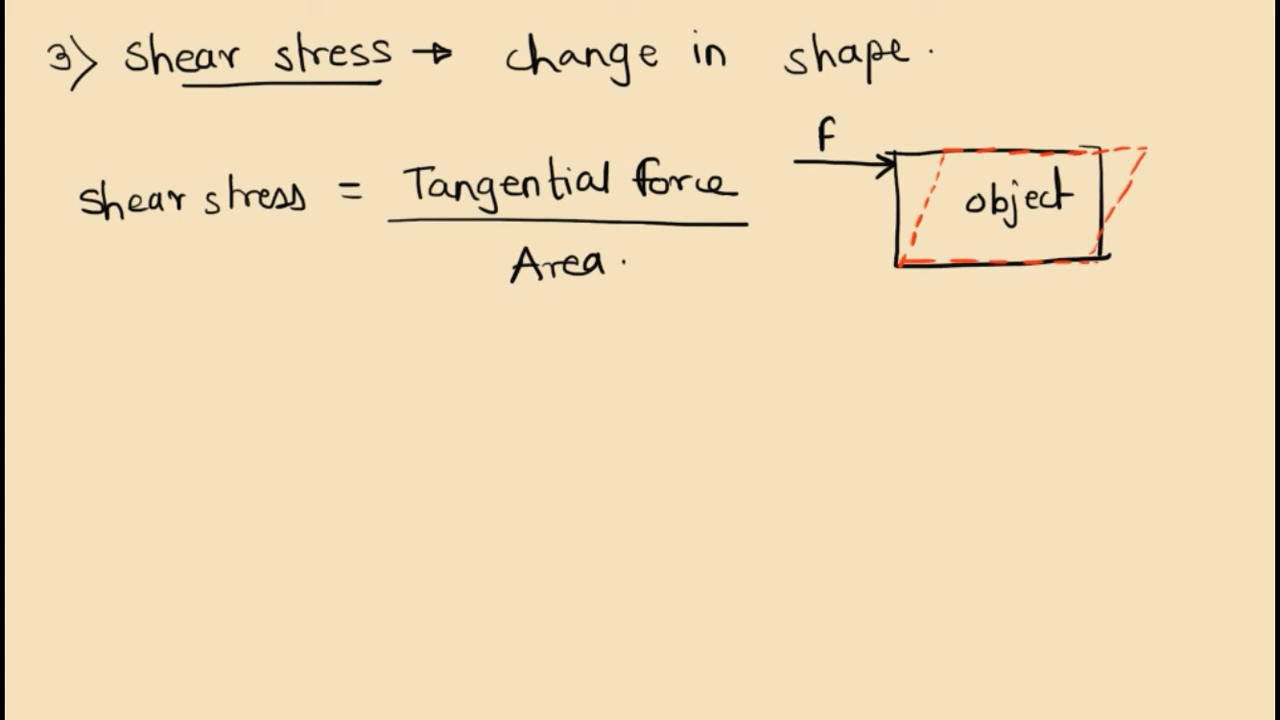 3) Shear stress → change in shape.
F
Shear stress = Tangential force
Area.
object